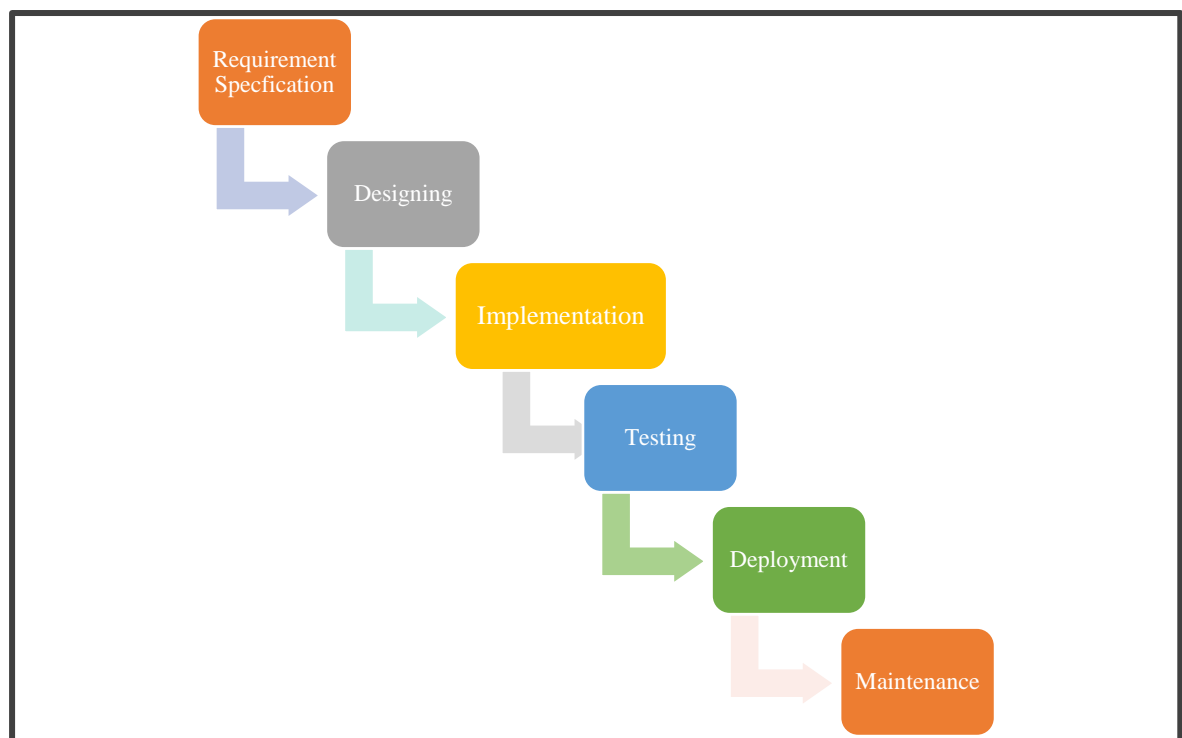 Requirement
Specfication
Designing
Implementation
Testing
Deployment
Maintenance